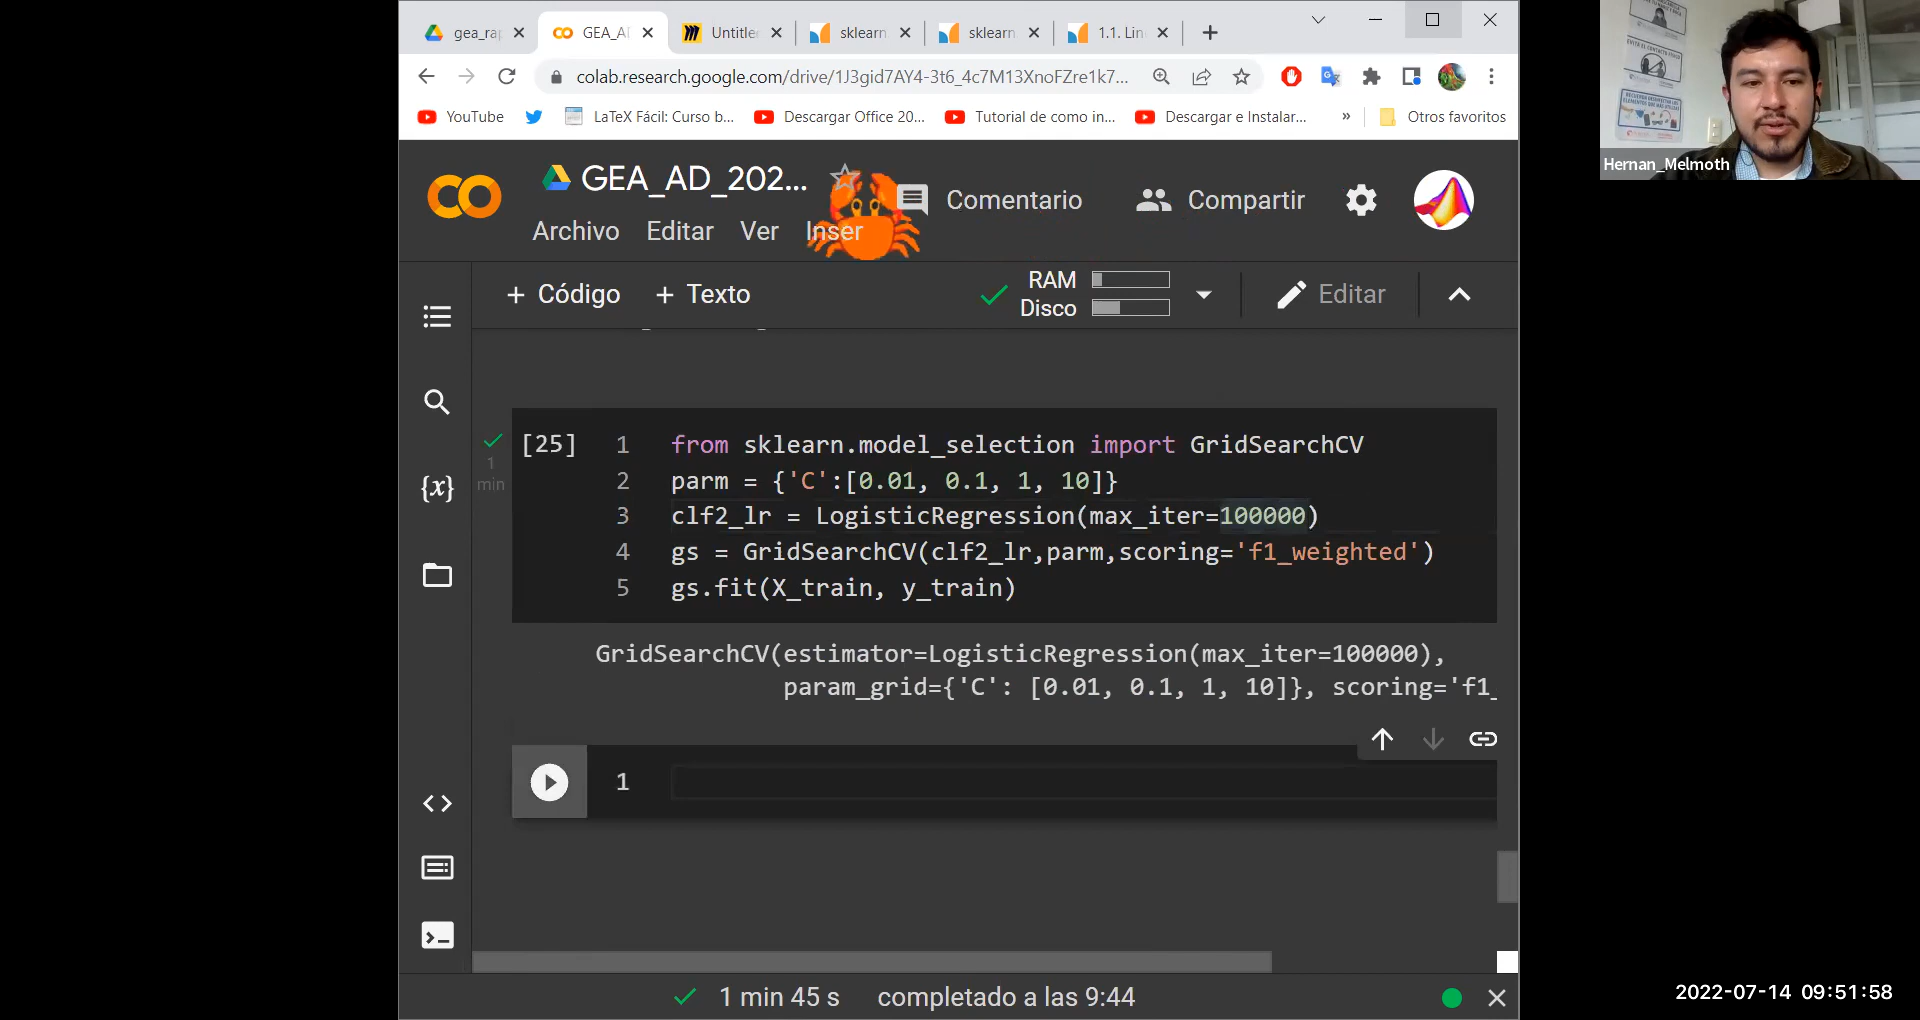 gea_rap
GEA_AD
Untitle
sklearn
sklearn
1.1. Lin
colab.research.google.com/drive/1J3gid7AY4-3t6_4c7M13XnoFZre1k7...
YouTube
LaTeX Fácil: Curso b...
Descargar Office 20...
Tutorial de como in...
Descargar e Instalar...
»
Otros favoritos
GEA_AD_202...
Comentario
Compartir
Archivo
Editar
Ver
Inser
+ Código
+ Texto
RAM
Disco
Editar
[25]
1 min
1 from sklearn.model_selection import GridSearchCV
2 parm = {'C':[0.01, 0.1, 1, 10]}
3 clf2_lr = LogisticRegression(max_iter=100000)
4 gs = GridSearchCV(clf2_lr,parm,scoring='f1_weighted')
5 gs.fit(X_train, y_train)
GridSearchCV(estimator=LogisticRegression(max_iter=100000),
param_grid={'C': [0.01, 0.1, 1, 10]}, scoring='f1_
1
{x}
1 min 45 s
completado a las 9:44
Hernan_Melmoth
2022-07-14 09:51:58